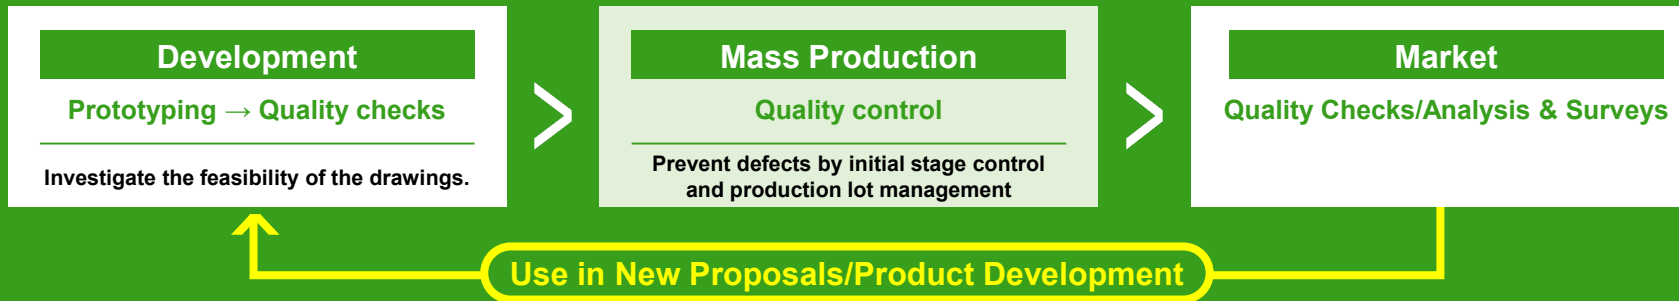 Development
Prototyping → Quality checks
Investigate the feasibility of the drawings.
Mass Production
Quality control
Prevent defects by initial stage control
and production lot management
Market
Quality Checks/Analysis & Surveys
Use in New Proposals/Product Development